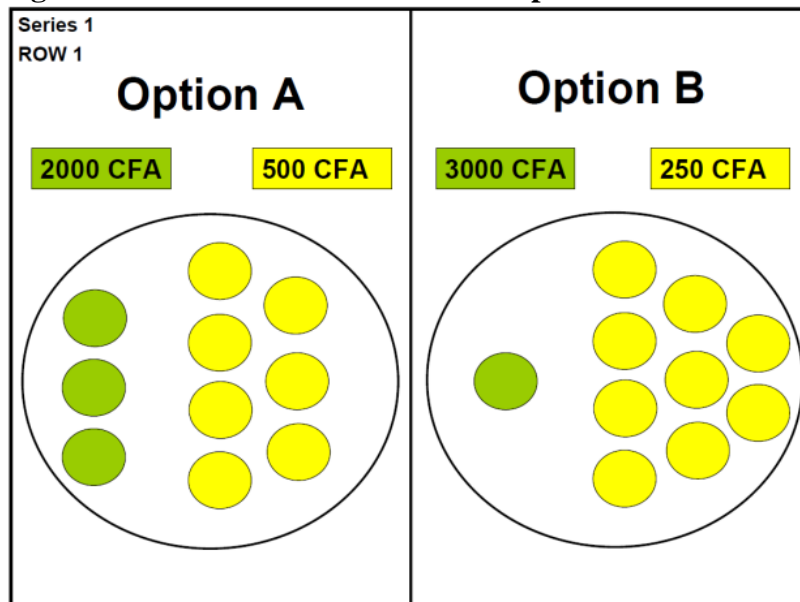 Series 1
ROW 1
Option A
2000 CFA
500 CFA
Option B
3000 CFA
250 CFA